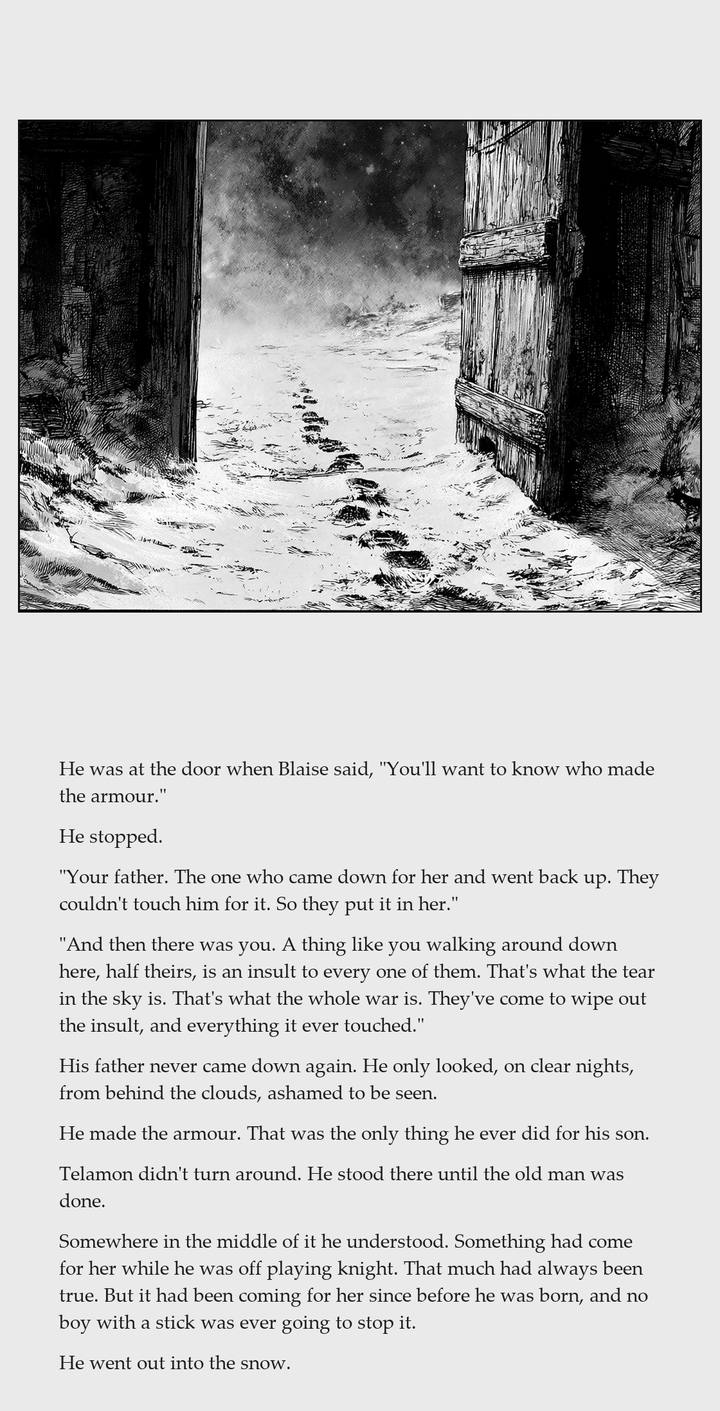 He was at the door when Blaise said, "You'll want to know who made
the armour."
He stopped.
"Your father. The one who came down for her and went back up. They
couldn't touch him for it. So they put it in her."
"And then there was you. A thing like you walking around down
here, half theirs, is an insult to every one of them. That's what the tear
in the sky is. That's what the whole war is. They've come to wipe out
the insult, and everything it ever touched."
His father never came down again. He only looked, on clear nights,
from behind the clouds, ashamed to be seen.
He made the armour. That was the only thing he ever did for his son.
Telamon didn't turn around. He stood there until the old man was
done.
Somewhere in the middle of it he understood. Something had come
for her while he was off playing knight. That much had always been
true. But it had been coming for her since before he was born, and no
boy with a stick was ever going to stop it.
He went out into the snow.